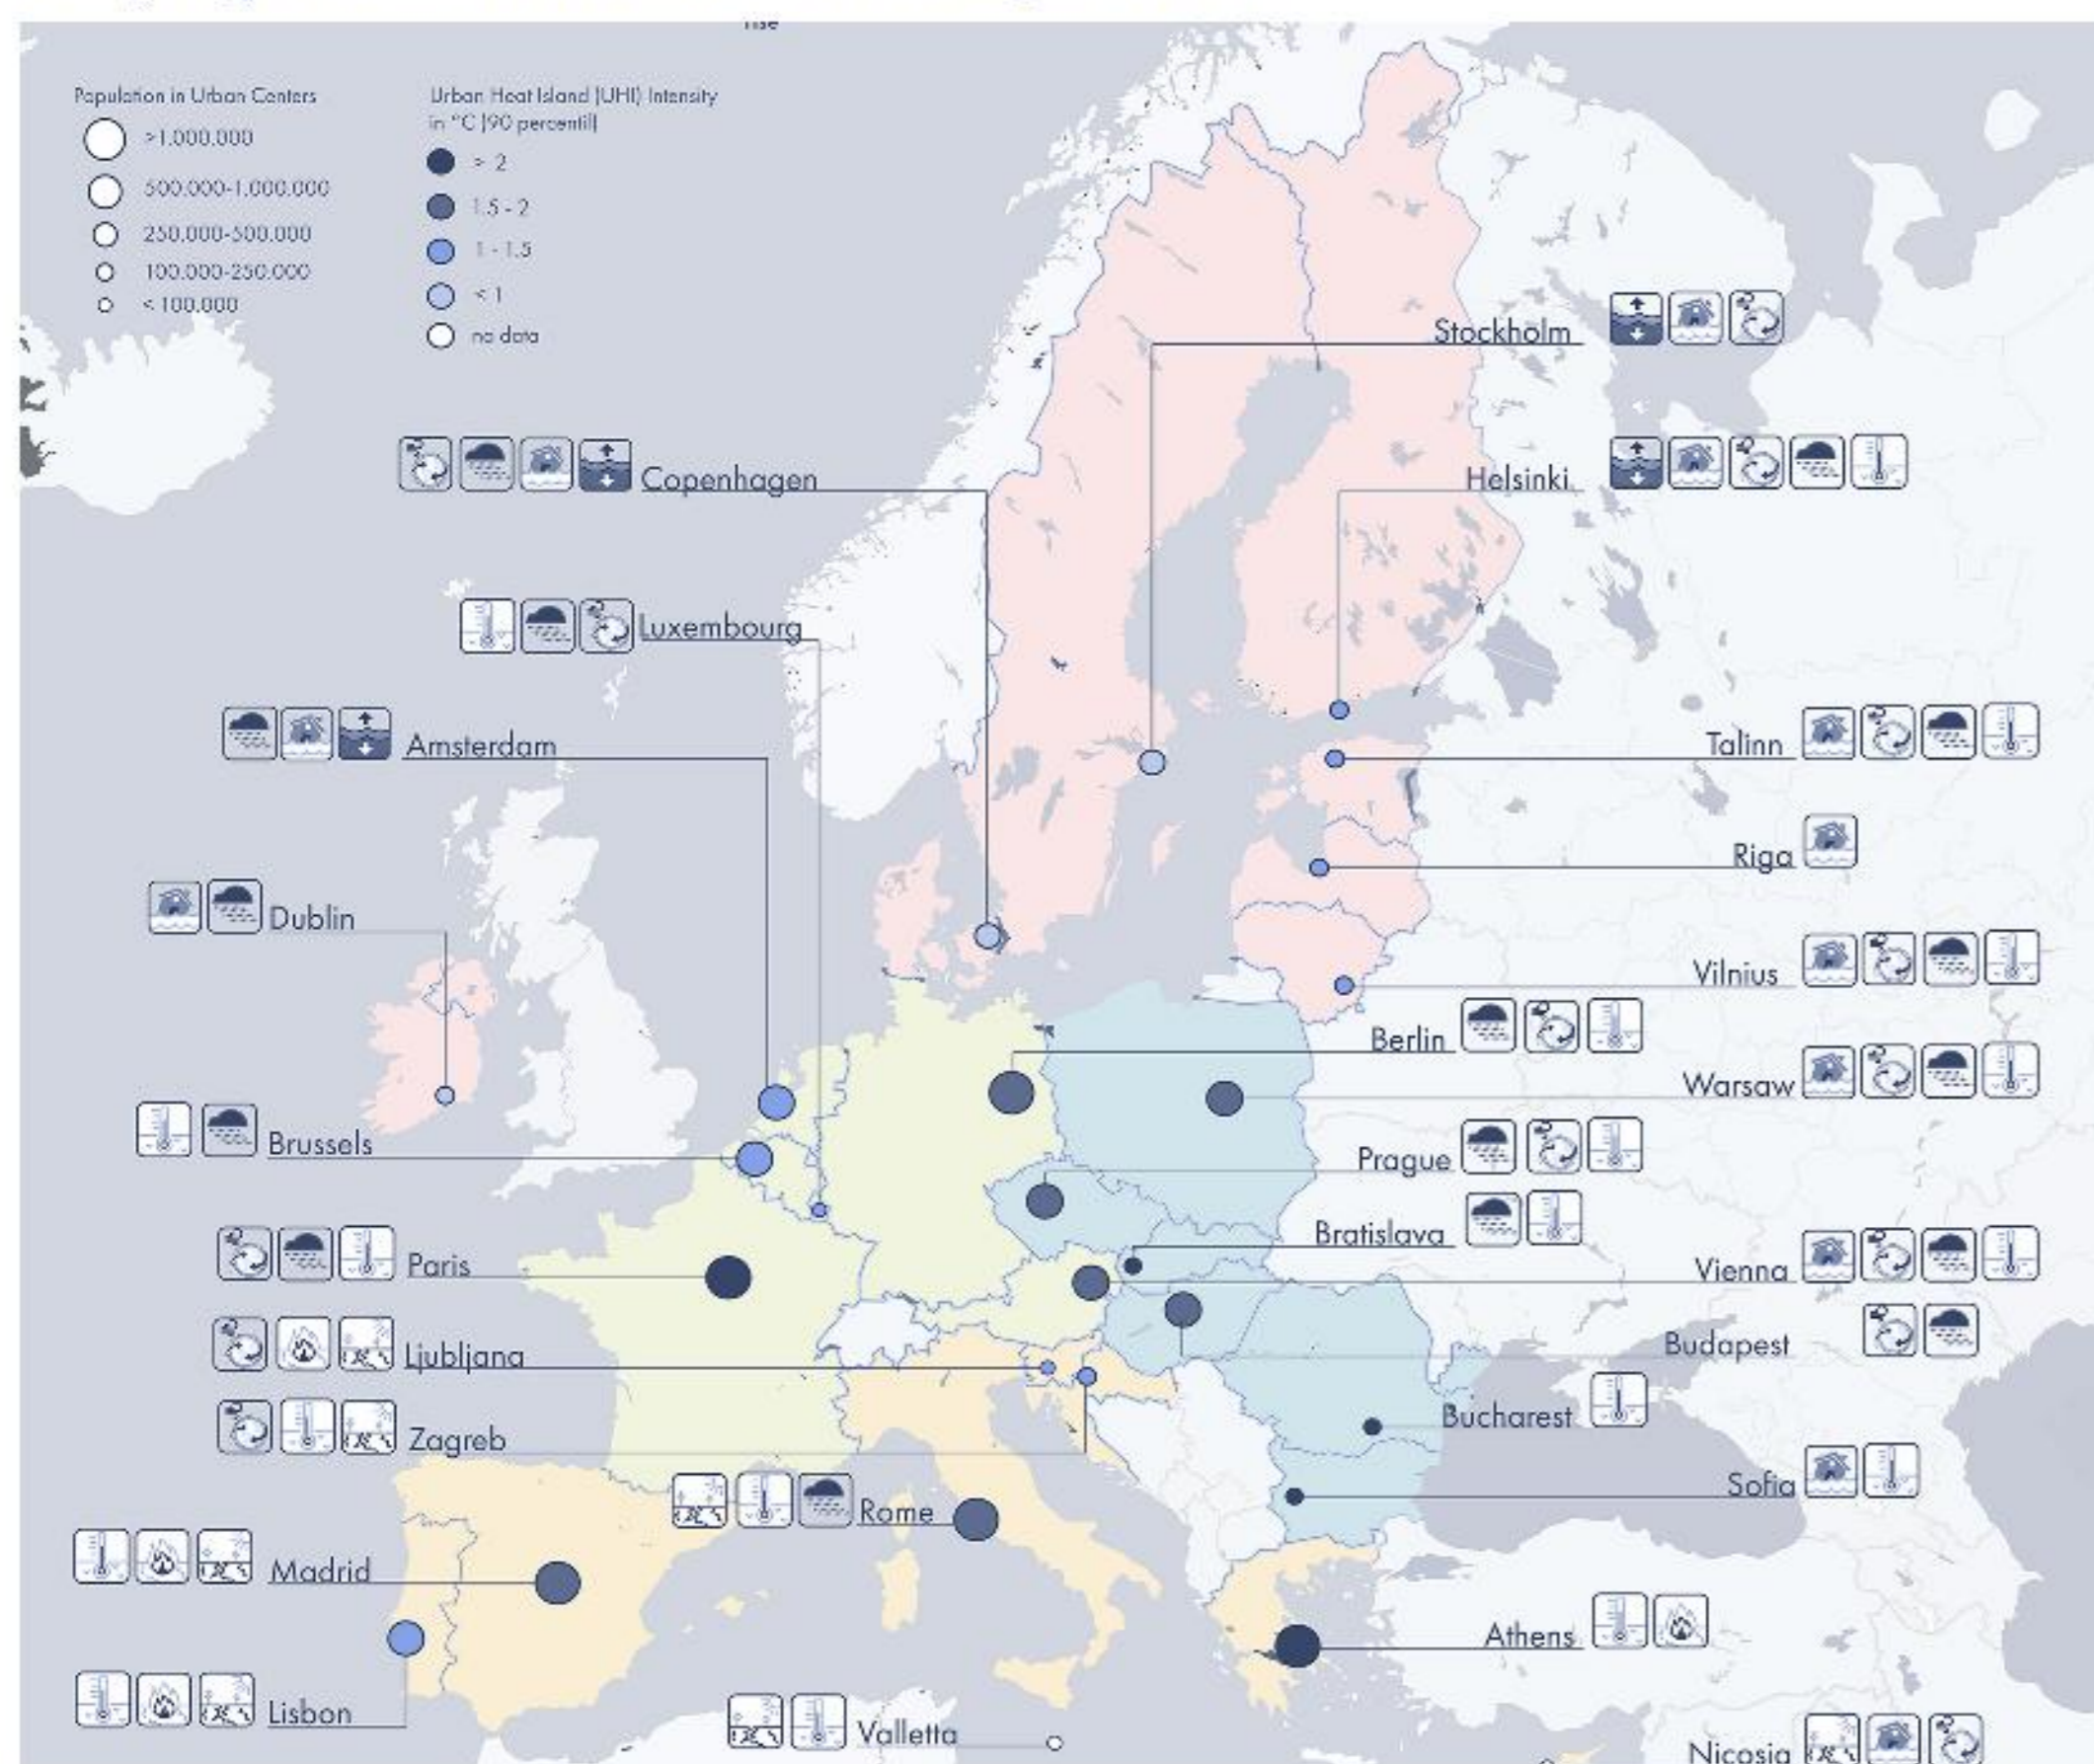 rise
Population in Urban Centers
>1.000.000
500.000-1.000.000
250.000-500.000
100.000-250.000
< 100.000
Urban Heat Island (UHI) Intensity
in °C (90 percentil)
> 2
1.5 - 2
1 - 1.5
< 1
no data
Stockholm
Copenhagen
Helsinki
Luxembourg
Amsterdam
Talinn
Riga
Dublin
Vilnius
Berlin
Warsaw
Brussels
Prague
Bratislava
Paris
Vienna
Ljubljana
Budapest
Zagreb
Bucharest
Rome
Sofia
Madrid
Athens
Lisbon
Valletta
Nicosia